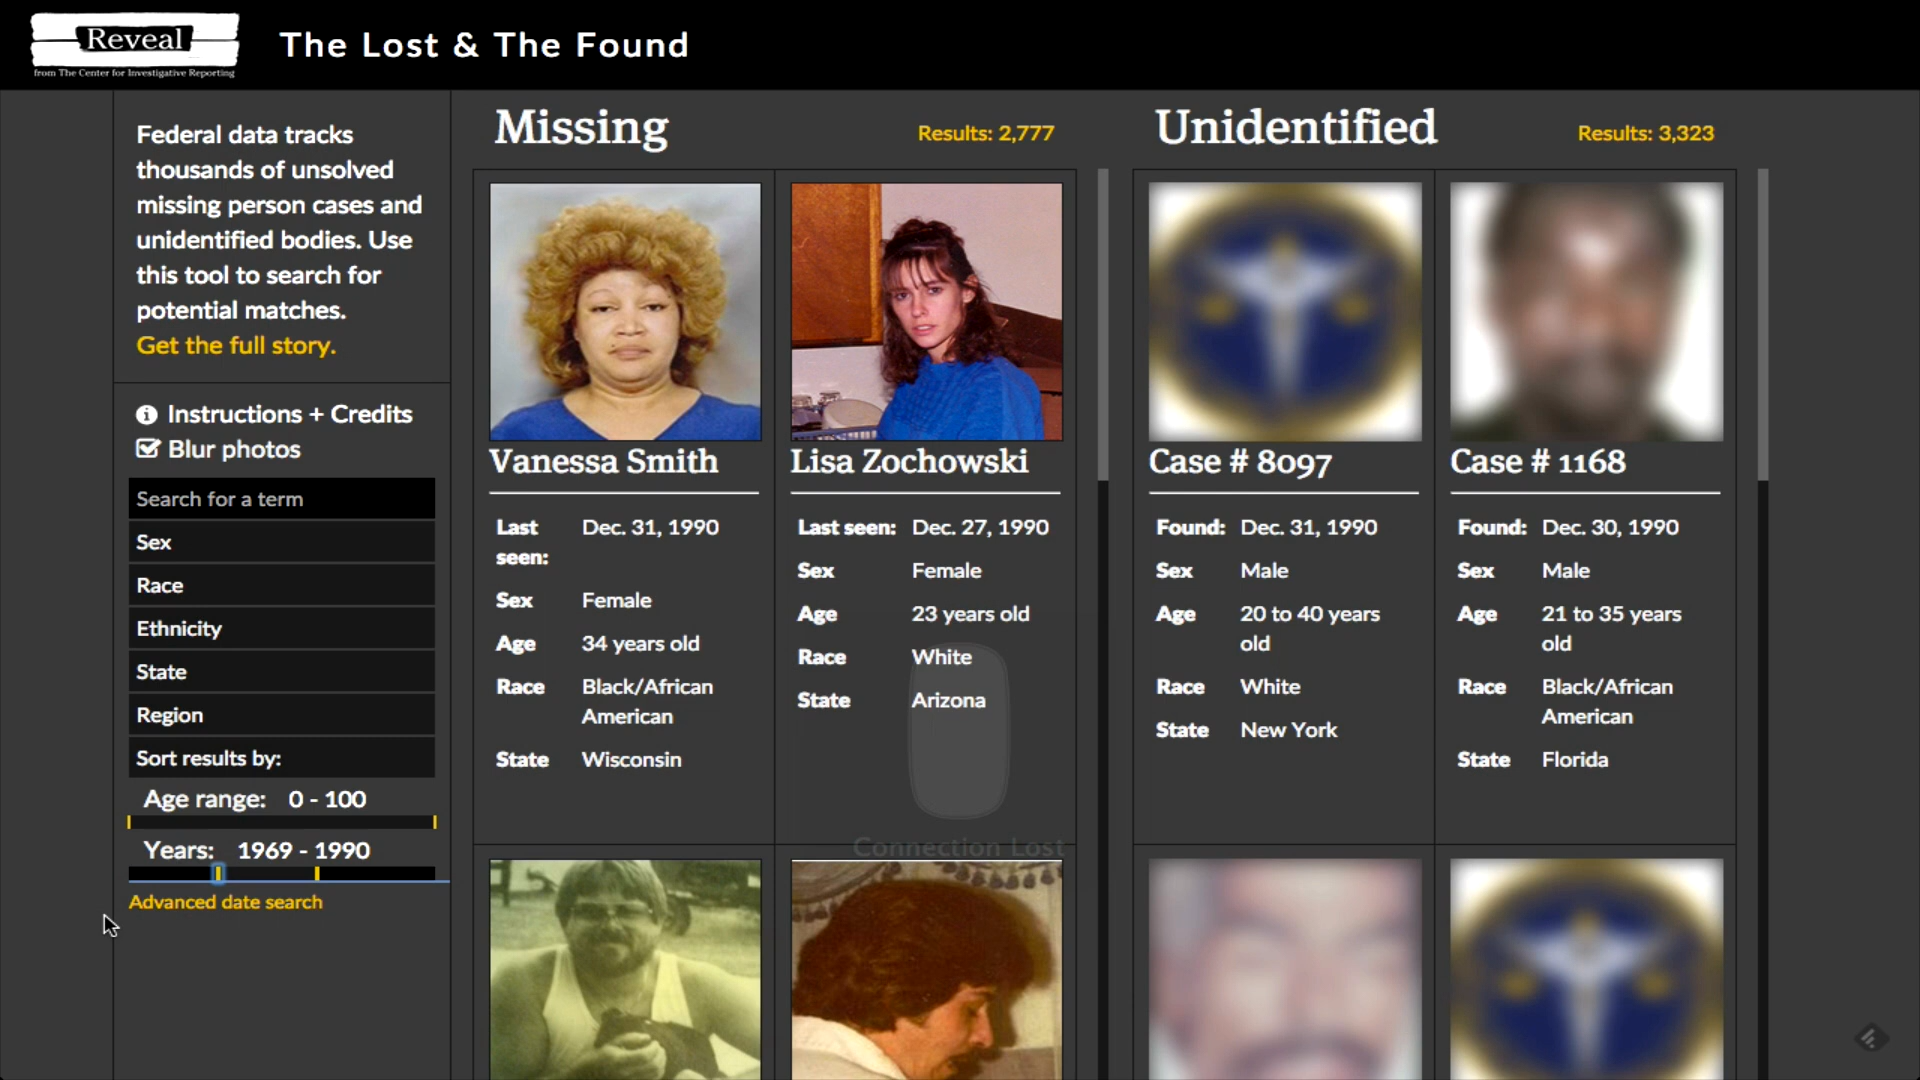 Reveal
from The Center for Investigative Reporting
The Lost & The Found
Federal data tracks
thousands of unsolved
missing person cases and
unidentified bodies. Use
this tool to search for
potential matches.
Get the full story.
Instructions + Credits
Blur photos
Search for a term
Sex
Race
Ethnicity
State
Region
Sort results by:
Age range: 0 - 100
Years: 1969 - 1990
Advanced date search
Missing
Results: 2,777
Vanessa Smith
Last seen: Dec. 31, 1990
Sex Female
Age 34 years old
Race Black/African
American
State Wisconsin
Lisa Zochowski
Last seen: Dec. 27, 1990
Sex Female
Age 23 years old
Race White
State Arizona
Connection Lost
Unidentified
Results: 3,323
Case # 8097
Found: Dec. 31, 1990
Sex Male
Age 20 to 40 years
old
Race White
State New York
Case # 1168
Found: Dec. 30, 1990
Sex Male
Age 21 to 35 years
old
Race Black/African
American
State Florida